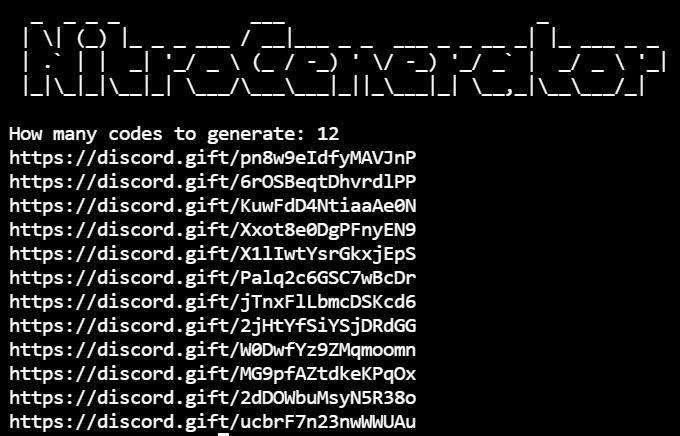 NitroGenerator
How many codes to generate: 12
https://discord.gift/pn8w9eIdfyMAVJnP
https://discord.gift/6rOSBeqtDhvrdlPP
https://discord.gift/KuwFdD4NtiaaAe0N
https://discord.gift/Xxot8e0DgPFnyEN9
https://discord.gift/X1lIwtYsrGkxjEpS
https://discord.gift/Palq2c6GSC7wBcDr
https://discord.gift/jTnxFlLbmcDSKcd6
https://discord.gift/2jHtYfSiYSjDRdGG
https://discord.gift/W0DwfYz9ZMqmoomn
https://discord.gift/MG9pfAZtdkeKPqOx
https://discord.gift/2dDOWbuMsyN5R38o
https://discord.gift/ucbrF7n23nwWWUAu